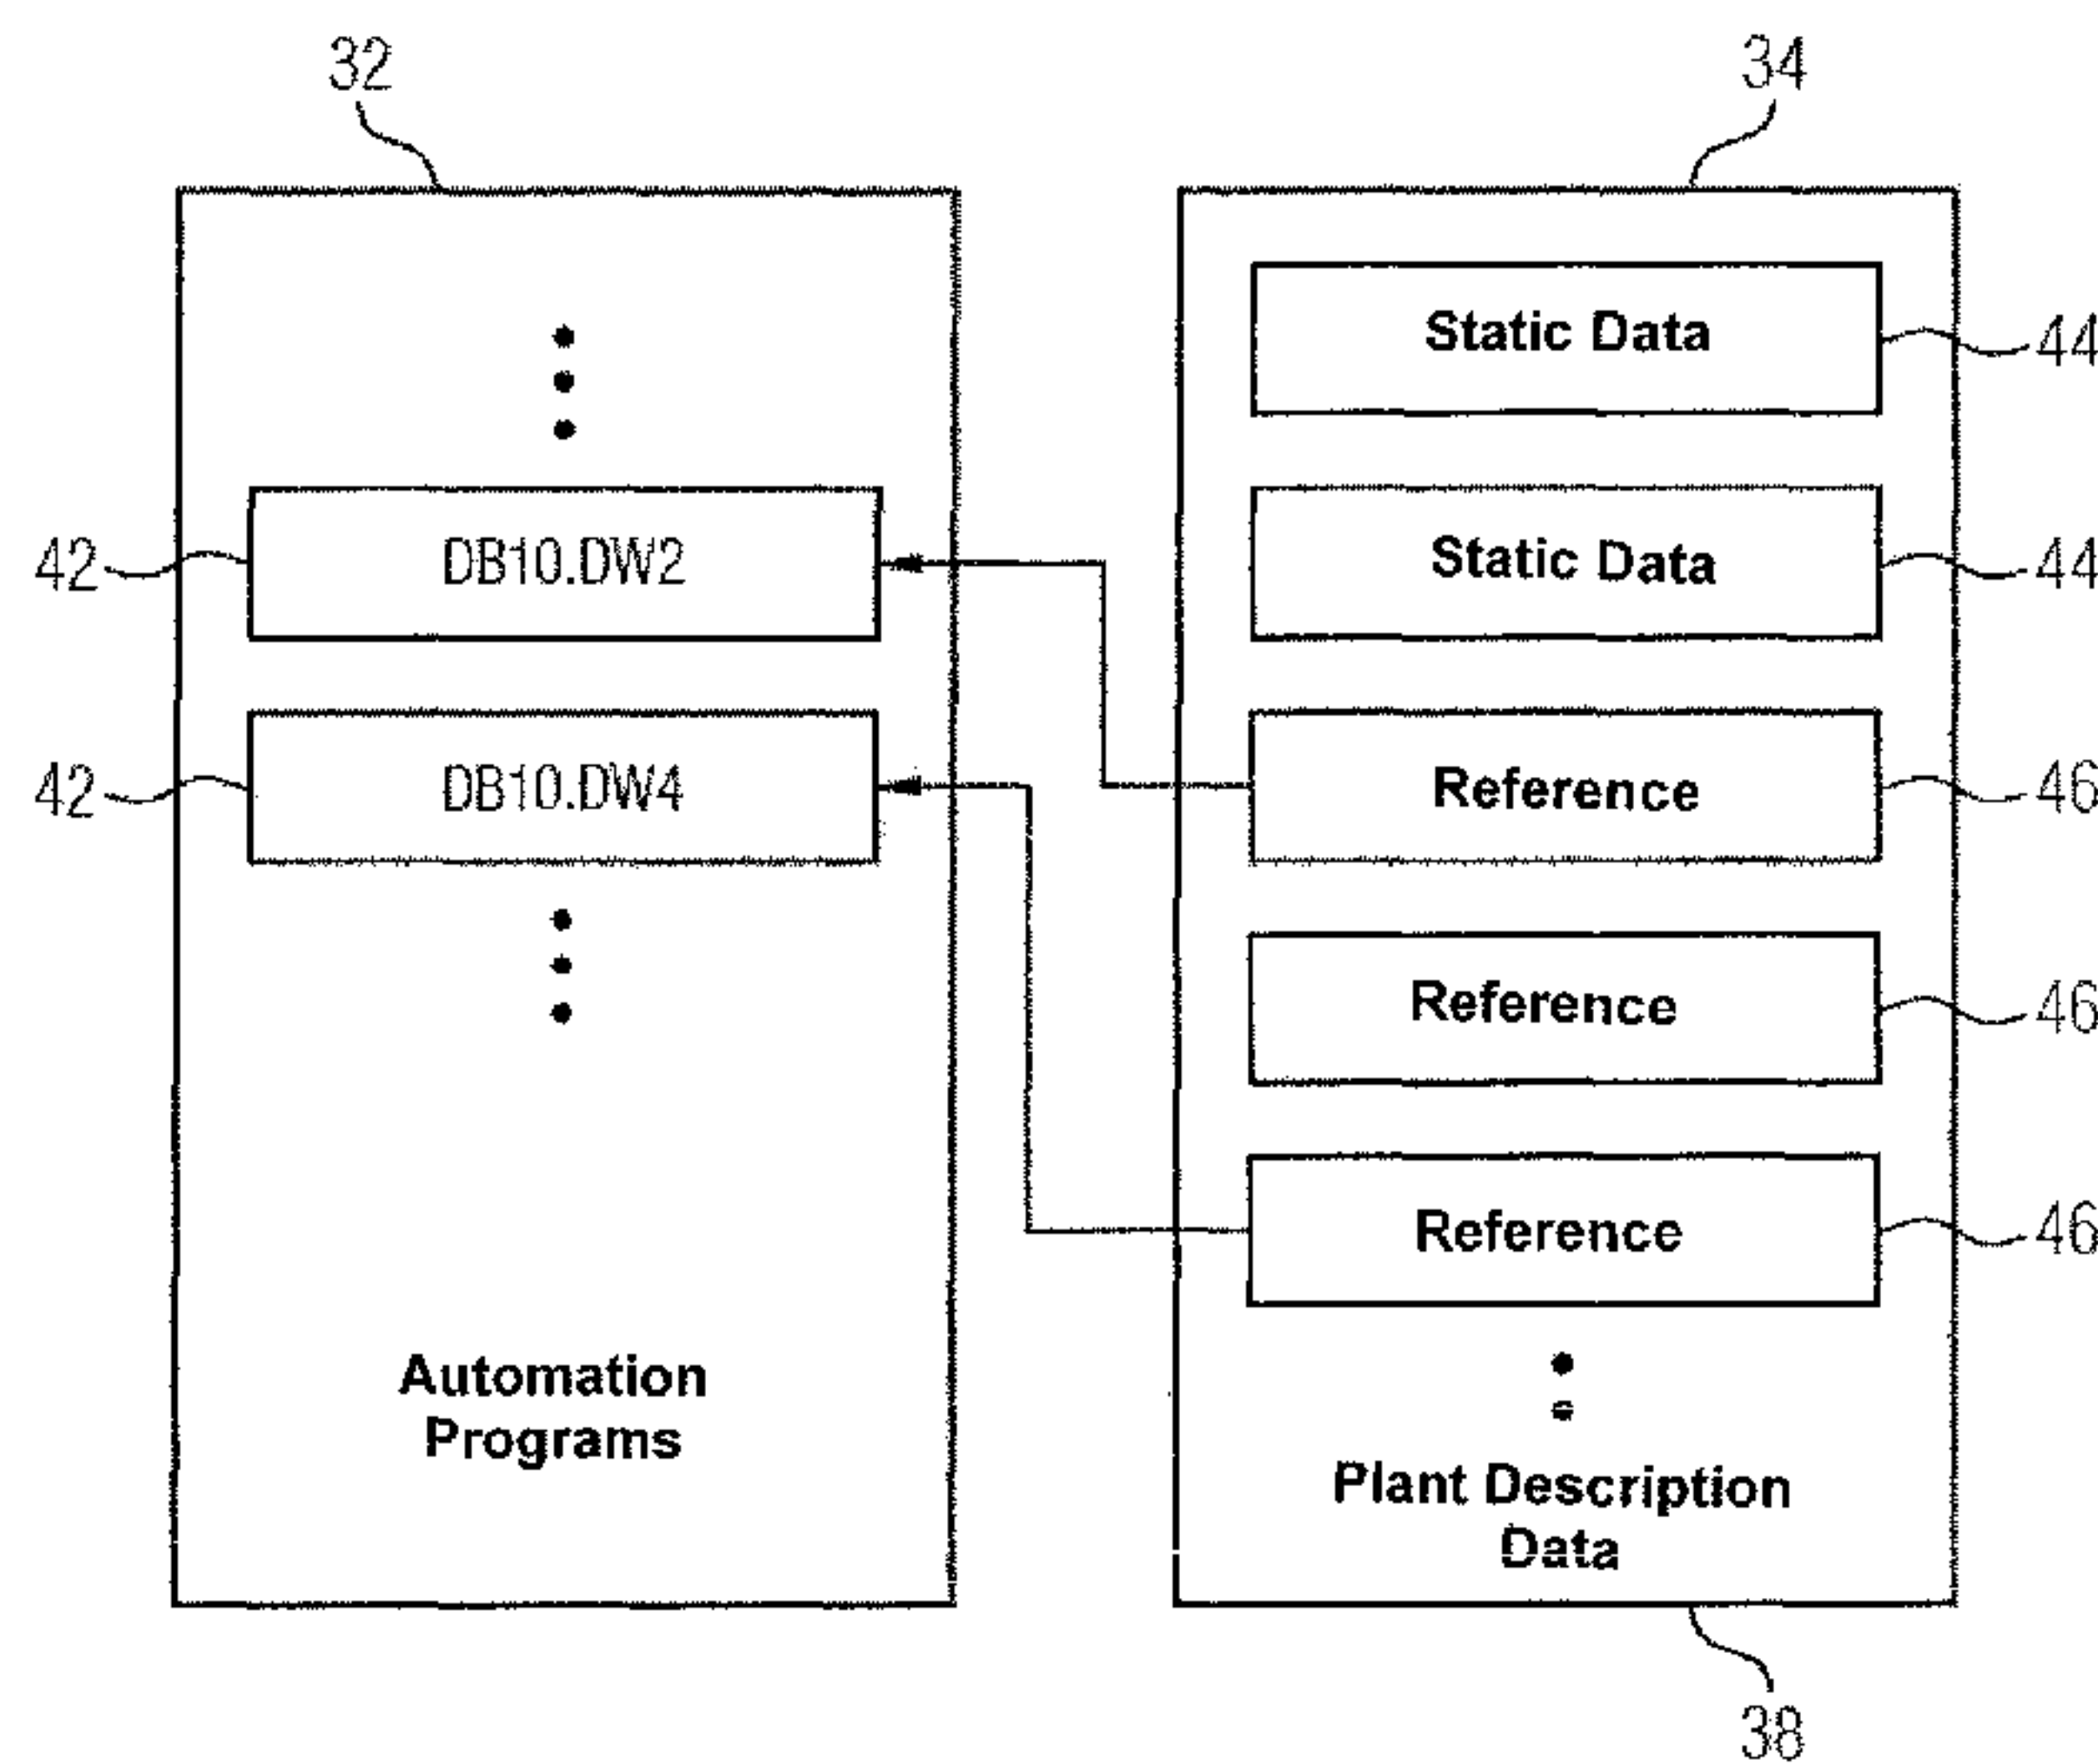 32
34
Static Data
44
42
DB10.DW2
Static Data
44
42
DB10.DW4
Reference
46
Reference
46
Reference
46
Automation
Programs
Plant Description
Data
38